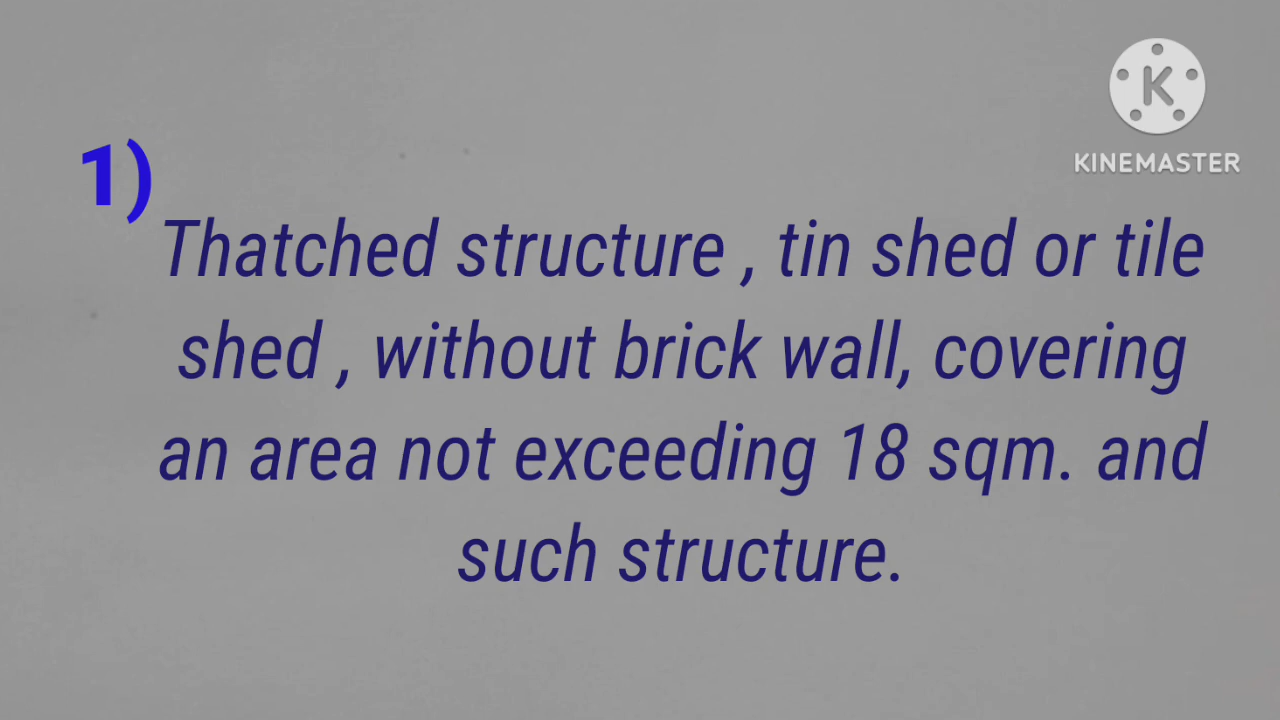 K
KINEMASTER
1)
Thatched structure , tin shed or tile
shed , without brick wall, covering
an area not exceeding 18 sqm. and
such structure.